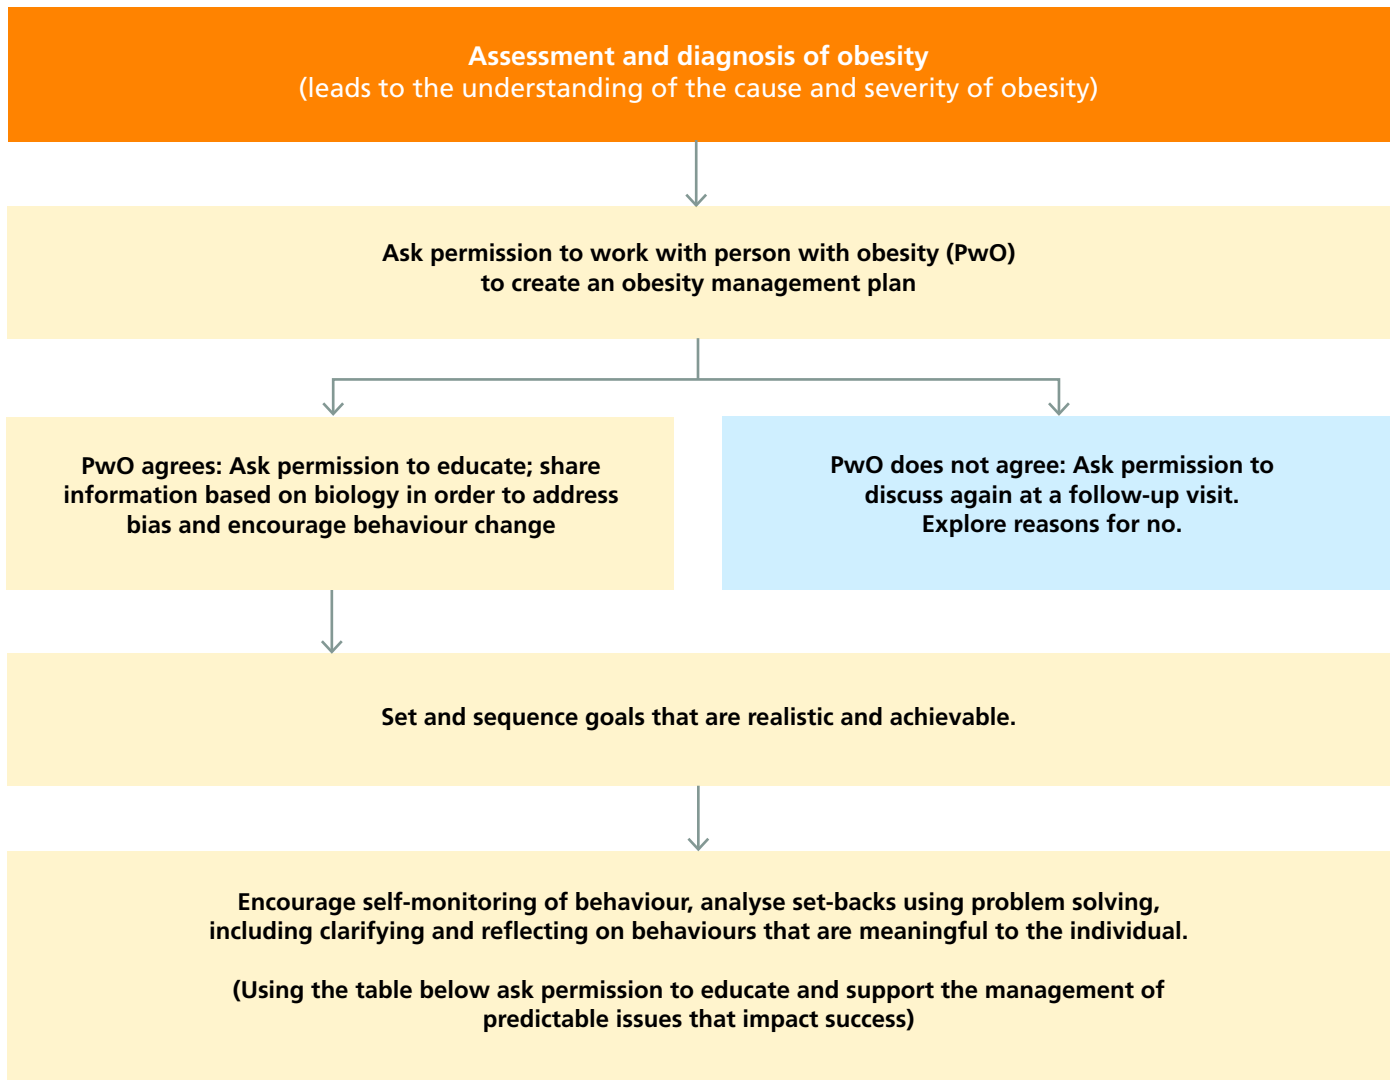 Assessment and diagnosis of obesity
(leads to the understanding of the cause and severity of obesity)
Ask permission to work with person with obesity (PwO)
to create an obesity management plan
PwO agrees: Ask permission to educate; share
information based on biology in order to address
bias and encourage behaviour change
PwO does not agree: Ask permission to
discuss again at a follow-up visit.
Explore reasons for no.
Set and sequence goals that are realistic and achievable.
Encourage self-monitoring of behaviour, analyse set-backs using problem solving,
including clarifying and reflecting on behaviours that are meaningful to the individual.
(Using the table below ask permission to educate and support the management of
predictable issues that impact success)